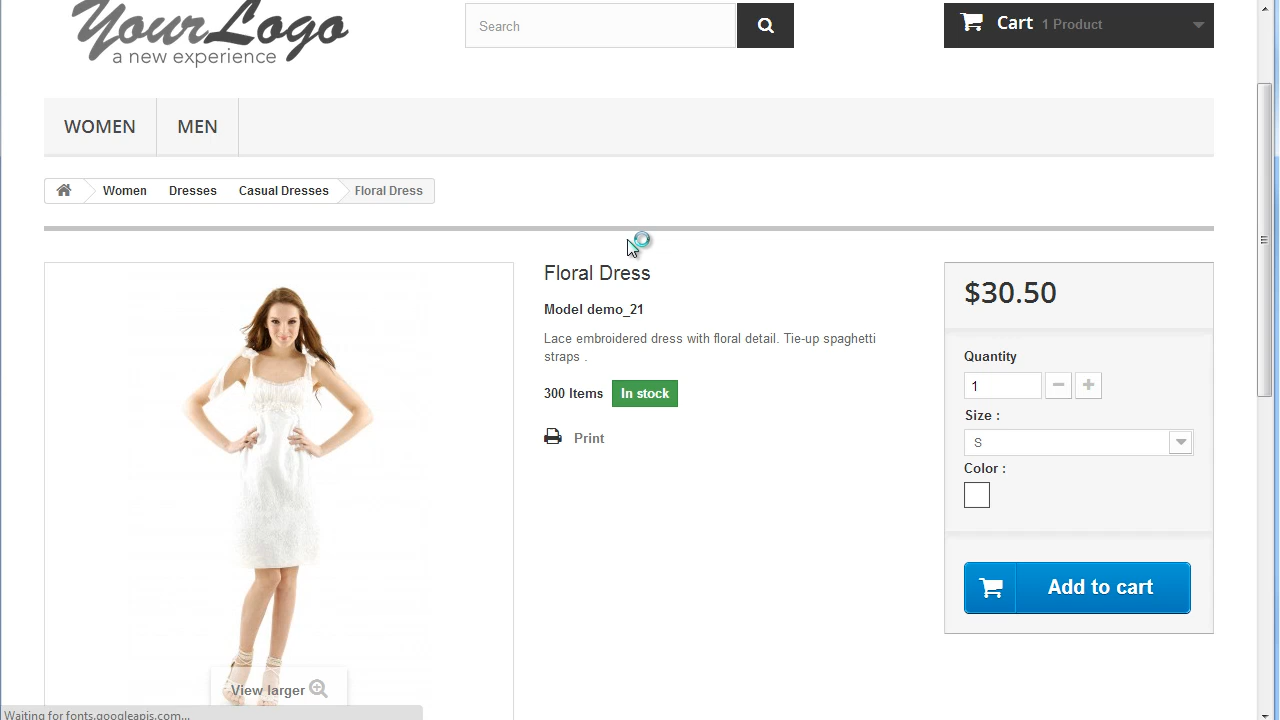 YourLogo
a new experience
Search
Cart 1 Product
WOMEN MEN
Women Dresses Casual Dresses Floral Dress
Floral Dress
Model demo_21
Lace embroidered dress with floral detail. Tie-up spaghetti
straps .
300 Items In stock
Print
$30.50
Quantity
1
Size :
S
Color :
Add to cart
View larger
Waiting for fonts.googleapis.com...